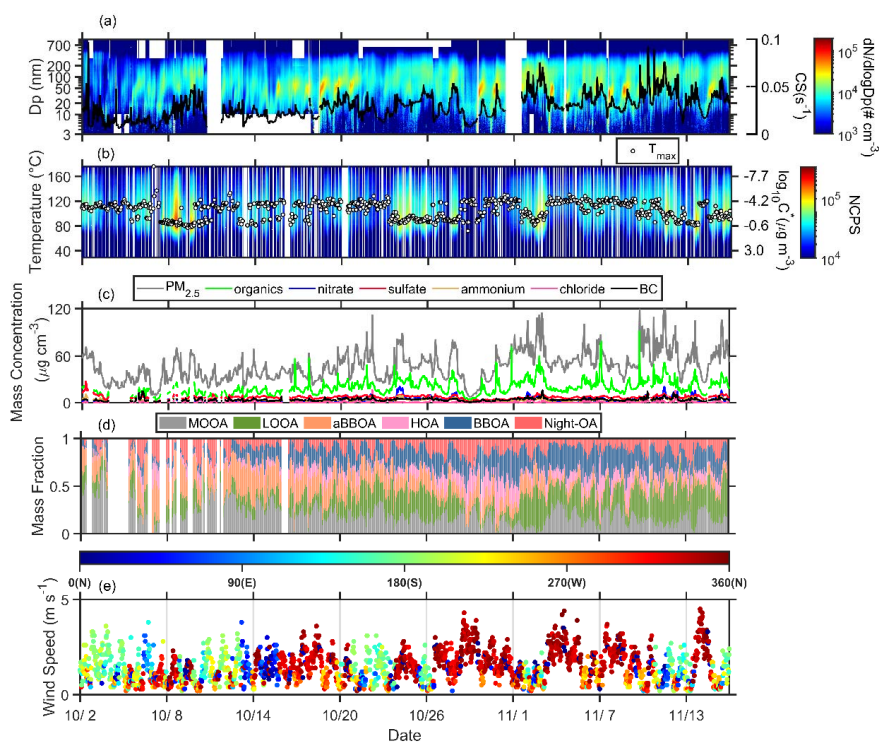 (a)
Dp (nm)
700
200
100
50
20
10
3
0.1
0.05
0
CS(s⁻¹)
10⁵
10⁴
10³
dN/dlogDp(# cm⁻³)
(b)
T_max
Temperature (°C)
160
120
80
40
-7.7
-4.2
-0.6
3.0
log₁₀C* (μg m⁻³)
10⁵
10⁴
NCPS
(c)
PM₂.₅ organics nitrate sulfate ammonium chloride BC
Mass Concentration
(μg cm⁻³)
120
60
0
(d)
MOOA LOOA aBBOA HOA BBOA Night-OA
Mass Fraction
1
0.5
0
0(N) 90(E) 180(S) 270(W) 360(N)
(e)
Wind Speed (m s⁻¹)
5
0
10/ 2 10/ 8 10/14 10/20 10/26 11/ 1 11/ 7 11/13
Date